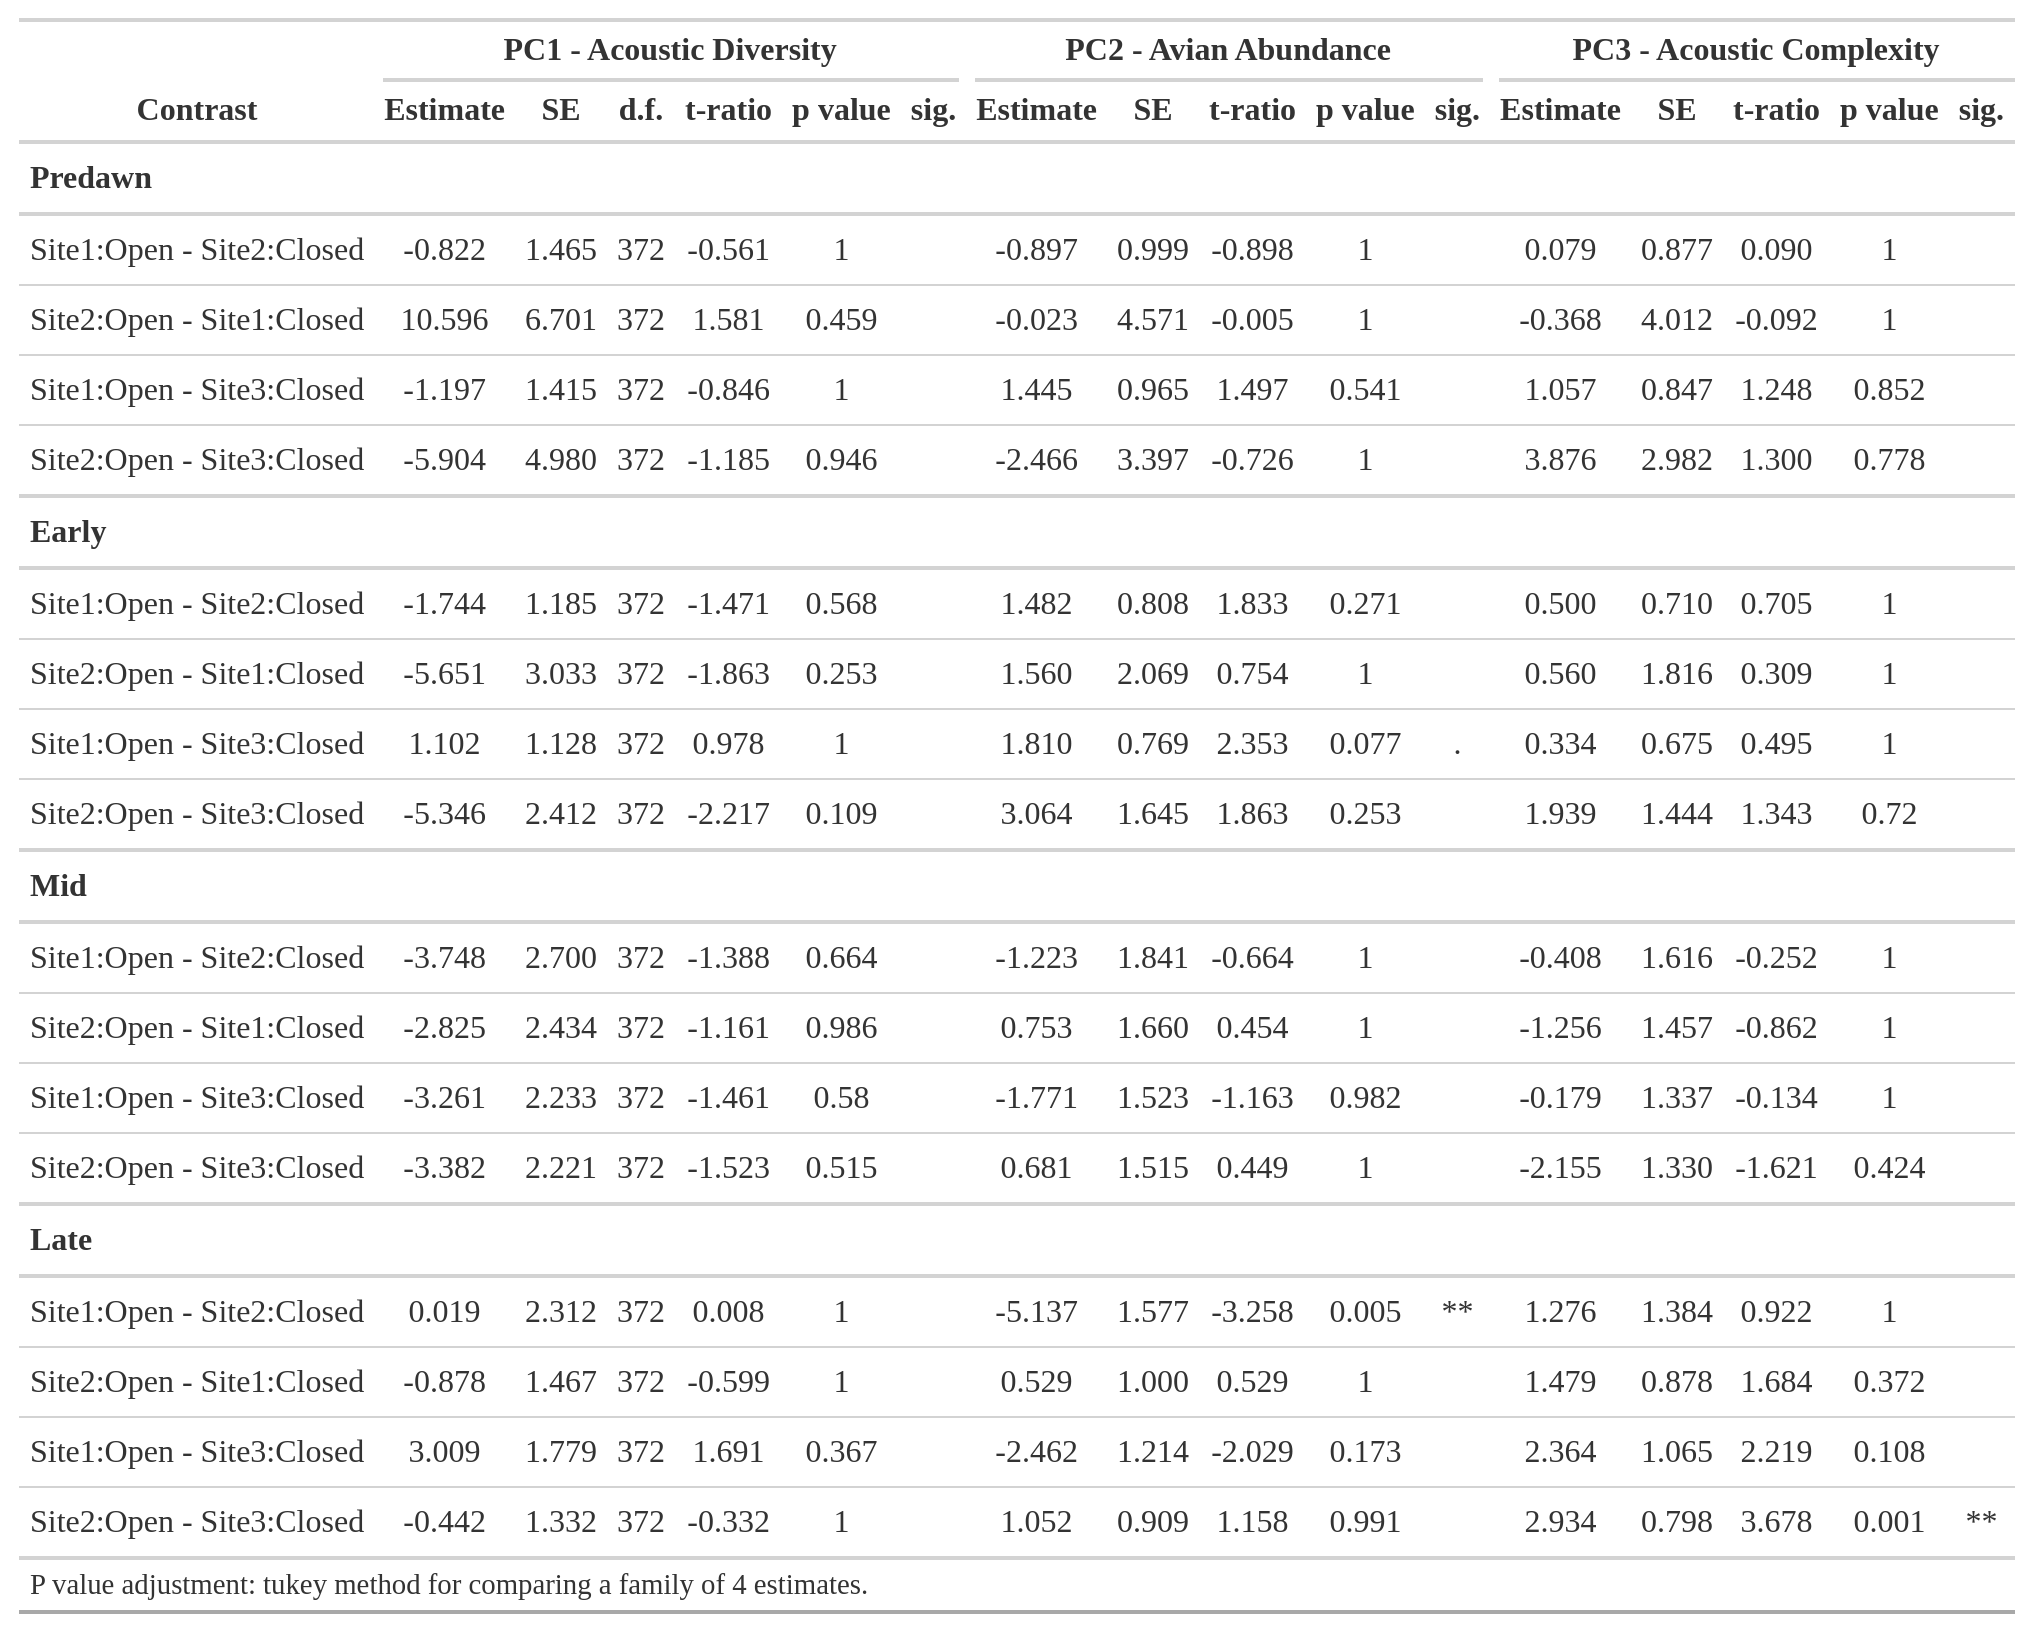 PC1 - Acoustic Diversity PC2 - Avian Abundance PC3 - Acoustic Complexity
Contrast Estimate SE d.f. t-ratio p value sig. Estimate SE t-ratio p value sig. Estimate SE t-ratio p value sig.
Predawn
Site1:Open - Site2:Closed -0.822 1.465 372 -0.561 1 -0.897 0.999 -0.898 1 0.079 0.877 0.090 1
Site2:Open - Site1:Closed 10.596 6.701 372 1.581 0.459 -0.023 4.571 -0.005 1 -0.368 4.012 -0.092 1
Site1:Open - Site3:Closed -1.197 1.415 372 -0.846 1 1.445 0.965 1.497 0.541 1.057 0.847 1.248 0.852
Site2:Open - Site3:Closed -5.904 4.980 372 -1.185 0.946 -2.466 3.397 -0.726 1 3.876 2.982 1.300 0.778
Early
Site1:Open - Site2:Closed -1.744 1.185 372 -1.471 0.568 1.482 0.808 1.833 0.271 0.500 0.710 0.705 1
Site2:Open - Site1:Closed -5.651 3.033 372 -1.863 0.253 1.560 2.069 0.754 1 0.560 1.816 0.309 1
Site1:Open - Site3:Closed 1.102 1.128 372 0.978 1 1.810 0.769 2.353 0.077 . 0.334 0.675 0.495 1
Site2:Open - Site3:Closed -5.346 2.412 372 -2.217 0.109 3.064 1.645 1.863 0.253 1.939 1.444 1.343 0.72
Mid
Site1:Open - Site2:Closed -3.748 2.700 372 -1.388 0.664 -1.223 1.841 -0.664 1 -0.408 1.616 -0.252 1
Site2:Open - Site1:Closed -2.825 2.434 372 -1.161 0.986 0.753 1.660 0.454 1 -1.256 1.457 -0.862 1
Site1:Open - Site3:Closed -3.261 2.233 372 -1.461 0.58 -1.771 1.523 -1.163 0.982 -0.179 1.337 -0.134 1
Site2:Open - Site3:Closed -3.382 2.221 372 -1.523 0.515 0.681 1.515 0.449 1 -2.155 1.330 -1.621 0.424
Late
Site1:Open - Site2:Closed 0.019 2.312 372 0.008 1 -5.137 1.577 -3.258 0.005 ** 1.276 1.384 0.922 1
Site2:Open - Site1:Closed -0.878 1.467 372 -0.599 1 0.529 1.000 0.529 1 1.479 0.878 1.684 0.372
Site1:Open - Site3:Closed 3.009 1.779 372 1.691 0.367 -2.462 1.214 -2.029 0.173 2.364 1.065 2.219 0.108
Site2:Open - Site3:Closed -0.442 1.332 372 -0.332 1 1.052 0.909 1.158 0.991 2.934 0.798 3.678 0.001 **
P value adjustment: tukey method for comparing a family of 4 estimates.